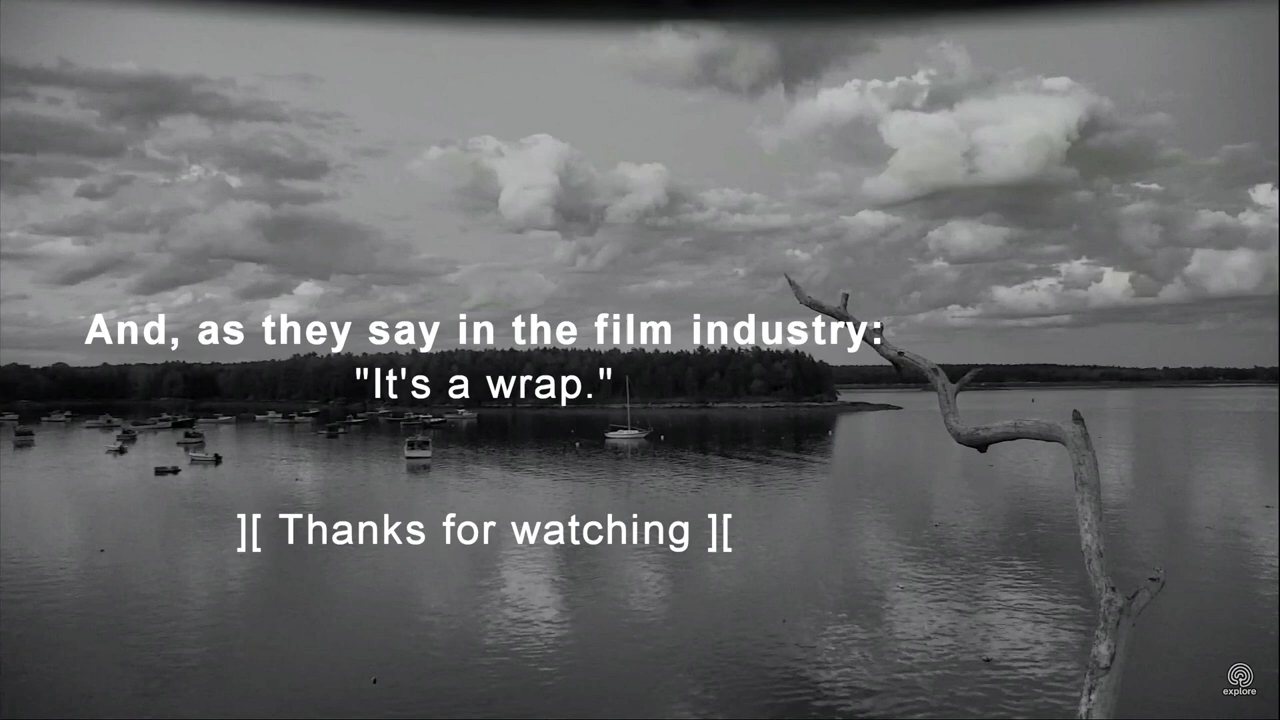 And, as they say in the film industry:
"It's a wrap."
][ Thanks for watching ][
explore